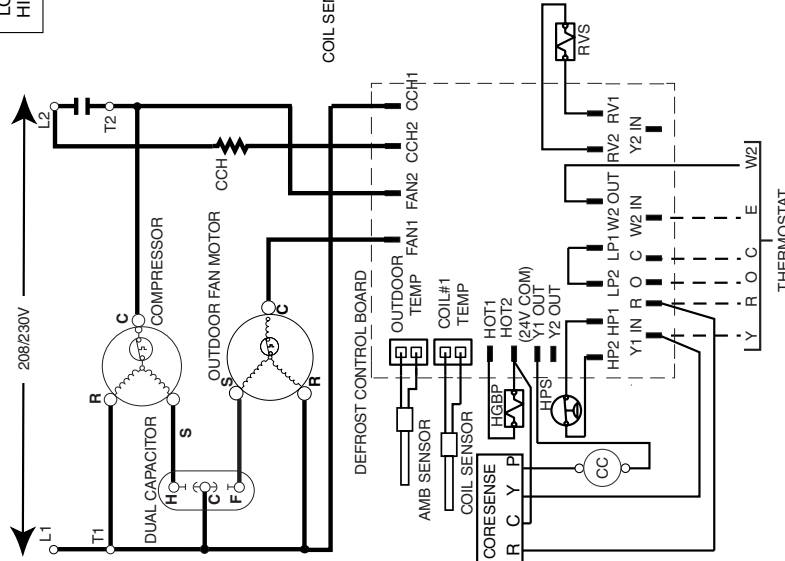 LO
HI
208/230V
L1
L2
T1
T2
R
C
COMPRESSOR
S
DUAL CAPACITOR
H
C
F
S
C
R
OUTDOOR FAN MOTOR
CCH
COIL SEN
DEFROST CONTROL BOARD
FAN1
FAN2
CCH2
CCH1
OUTDOOR
TEMP
COIL#1
TEMP
AMB SENSOR
COIL SENSOR
HOT1
HOT2
(24V COM)
Y1 OUT
Y2 OUT
HGBP
HPS
HP2
HP1
LP2
LP1
W2 OUT
RV2
RV1
RVS
Y1 IN
R
O
C
W2 IN
Y2 IN
CORESENSE
R C Y P
CC
Y R O C E W2
THERMOSTAT